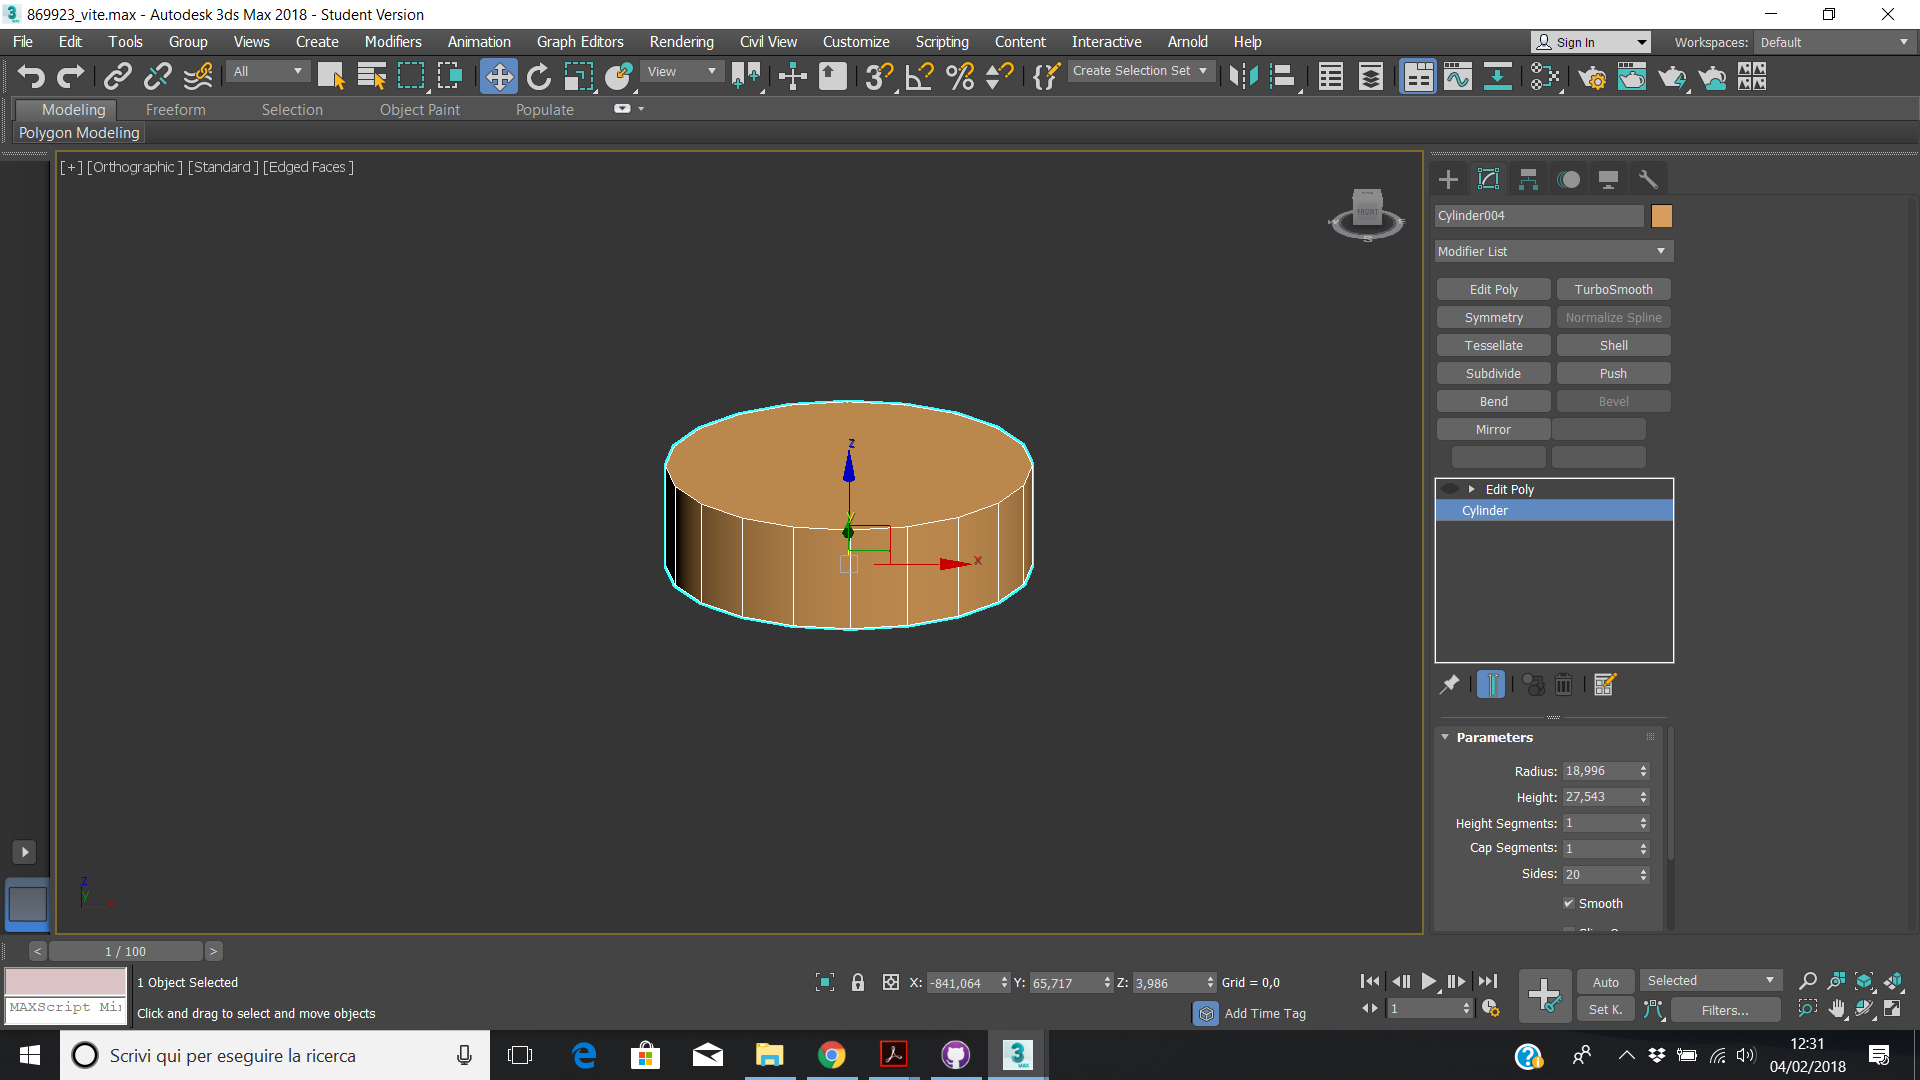 869923_vite.max - Autodesk 3ds Max 2018 - Student Version
File Edit Tools Group Views Create Modifiers Animation Graph Editors Rendering Civil View Customize Scripting Content Interactive Arnold Help Sign In Workspaces: Default
All View Create Selection Set
Modeling Freeform Selection Object Paint Populate
Polygon Modeling
[+] [Orthographic] [Standard] [Edged Faces]
FRONT
S
Cylinder004
Modifier List
Edit Poly TurboSmooth
Symmetry Normalize Spline
Tessellate Shell
Subdivide Push
Bend Bevel
Mirror
Edit Poly
Cylinder
z
y
x
Parameters
Radius: 18,996
Height: 27,543
Height Segments: 1
Cap Segments: 1
Sides: 20
Smooth
z
y
x
< 1 / 100 >
1 Object Selected
X: -841,064 Y: 65,717 Z: 3,986 Grid = 0,0
Auto Selected
MAXScript Mi
Click and drag to select and move objects
Add Time Tag
1
Set K. Filters...
Scrivi qui per eseguire la ricerca
3
MAX
12:31
04/02/2018